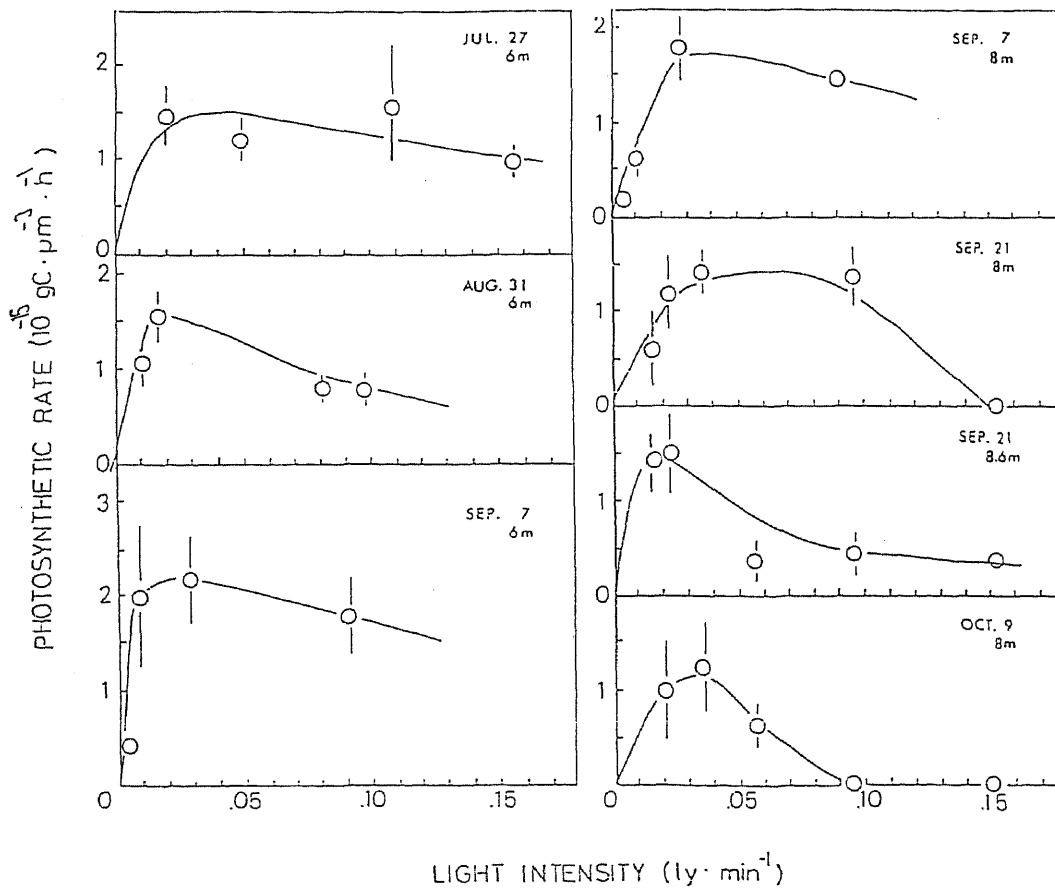 JUL. 27
6m
2
1
0
AUG. 31
6m
2
1
0
SEP. 7
6m
3
2
1
0 .05 .10 .15
SEP. 7
8m
2
1
0
SEP. 21
8m
1
0
SEP. 21
8.6m
1
0
OCT. 9
8m
1
0 .05 .10 .15
PHOTOSYNTHETIC RATE (10⁻¹⁵ gC·µm⁻³·h⁻¹)
LIGHT INTENSITY (ly·min⁻¹)